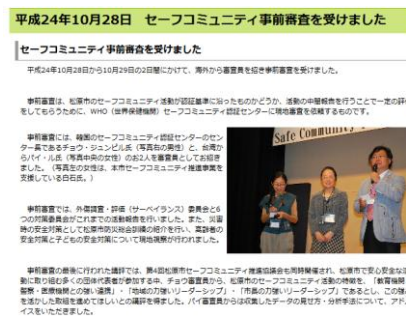 平成24年10月28日　セーフコミュニティ事前審査を受けました
セーフコミュニティ事前審査を受けました
平成24年10月28日から10月29日の2日間にかけて、海外から審査員を招き事前審査を受けました。
事前審査は、松原市のセーフコミュニティ活動が認証基準に沿ったものかどうか、活動の中間報告を行うことで一定の評
をしてもらうために、WHO（世界保健機関）セーフコミュニティ認証センターに現地審査を依頼するものです。
事前審査には、韓国のセーフコミュニティ認証センターのセン
ター長であるチョウ・ジュンピル氏（写真右の男性）と、台湾か
らパイ・ル氏（写真中央の女性）のお2人を審査員としてお招き
ました。（写真左の女性は、本市セーフコミュニティ推進事業を
支援している白石氏。）
Safe Community
事前審査では、外傷調査・評価（サーベイランス）委員会と6
つの対策委員会がこれまでの活動報告を行いました。また、災害
時の安全対策として松原市防災総合訓練の紹介を行い、高齢者の
安全対策と子どもの安全対策について現地視察が行われました。
事前審査の最後に行われた講評では、第4回松原市セーフコミュニティ推進協議会も同時開催され、松原市で安心安全な活
動に取り組む多くの団体代表者が参加する中、チョウ審査員から、松原市のセーフコミュニティ活動の特徴を、「教育機関
警察・医療機関との強い連携」・「地域の力強いリーダーシップ」・「市長の力強いリーダーシップ」であるとし、この強み
を活かした取組を進めてほしいとの講評を得ました。パイ審査員からは収集したデータの見せ方・分析手法について、アド
イスをいただきました。